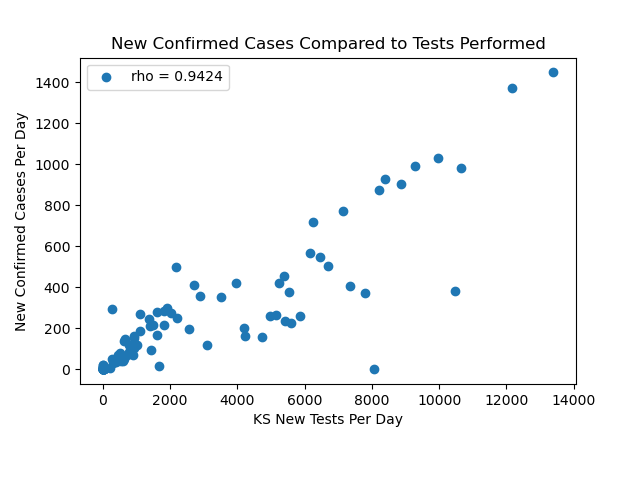 New Confirmed Cases Compared to Tests Performed
rho = 0.9424
1400
1200
1000
800
600
400
200
0
New Confirmed Caeses Per Day
0 2000 4000 6000 8000 10000 12000 14000
KS New Tests Per Day